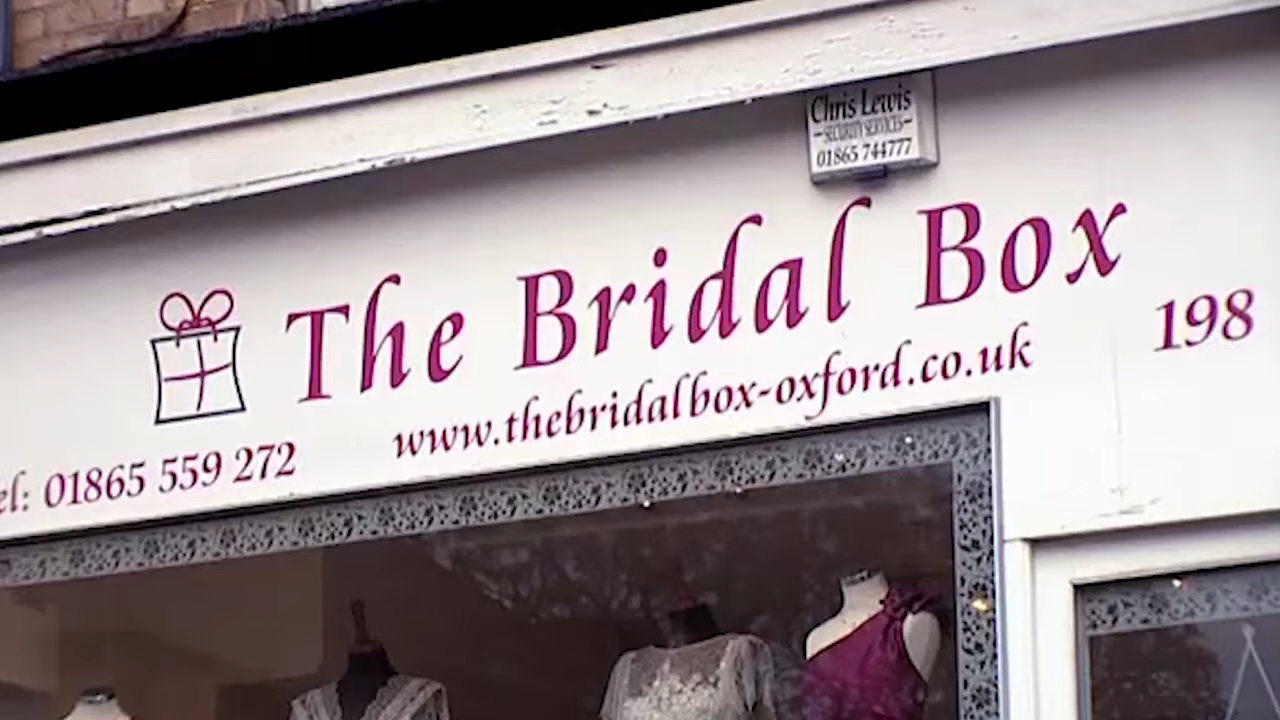 Chris Lewis
SECURITY SERVICES
01865 744777
The Bridal Box
198
www.thebridalbox-oxford.co.uk
el: 01865 559 272